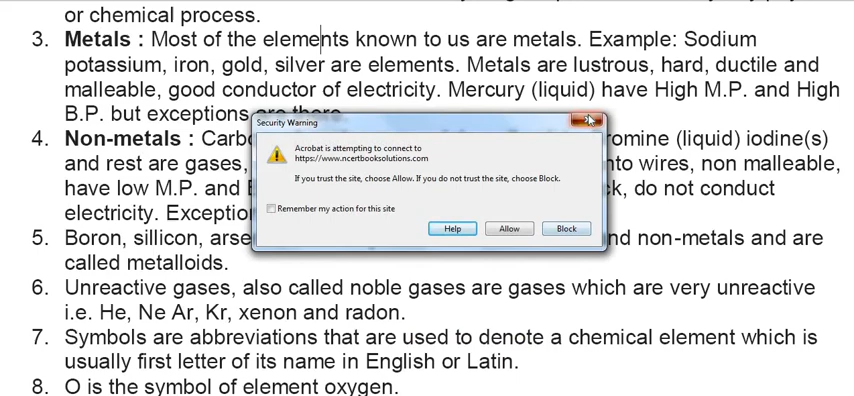 or chemical process.
3. Metals : Most of the elements known to us are metals. Example: Sodium
potassium, iron, gold, silver are elements. Metals are lustrous, hard, ductile and
malleable, good conductor of electricity. Mercury (liquid) have High M.P. and High
B.P. but exceptions are there.
Security Warning
Acrobat is attempting to connect to
https://www.ncertbooksolutions.com
If you trust the site, choose Allow. If you do not trust the site, choose Block.
Remember my action for this site
Help Allow Block
4. Non-metals : romine (liquid) iodine(s)
and rest are gases, nto wires, non malleable,
have low M.P. and k, do not conduct
electricity.
5. Boron, sillicon, nd non-metals and are
called metalloids.
6. Unreactive gases, also called noble gases are gases which are very unreactive
i.e. He, Ne Ar, Kr, xenon and radon.
7. Symbols are abbreviations that are used to denote a chemical element which is
usually first letter of its name in English or Latin.
8. O is the symbol of element oxygen.